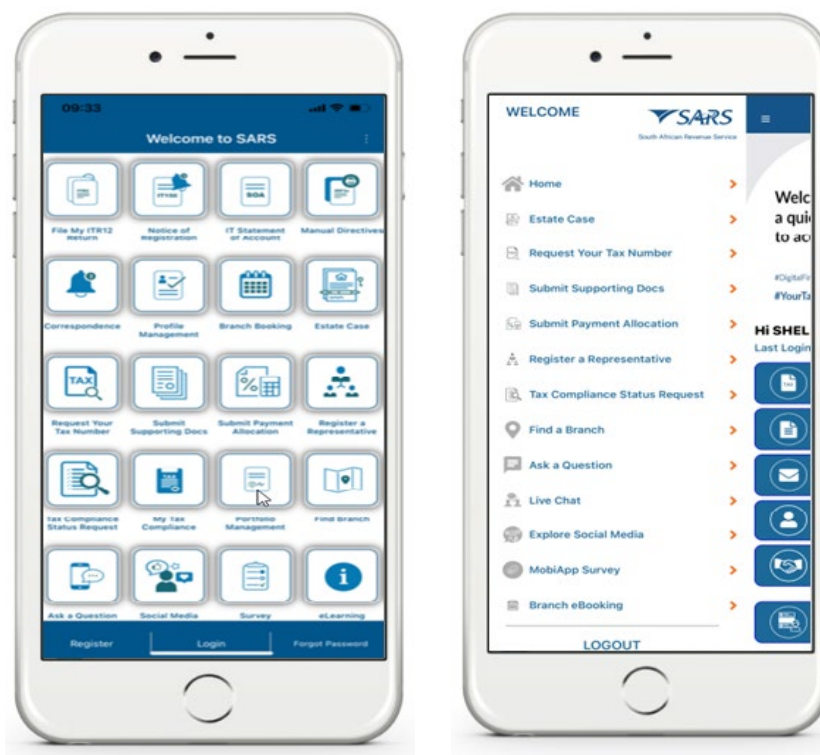 09:33
Welcome to SARS
File My ITR12
Return
Notice of
Registration
IT Statement
of Account
Manual Directives
Correspondence
Profile
Management
Branch Booking
Estate Case
Request Your
Tax Number
Submit
Supporting Docs
Submit Payment
Allocation
Register a
Representative
Tax Compliance
Status Request
My Tax
Compliance
Portfolio
Management
Find Branch
Ask a Question
Social Media
Survey
eLearning
Register
Login
Forgot Password
SOA
TAX
WELCOME
SARS
South African Revenue Service
Home
Estate Case
Request Your Tax Number
Submit Supporting Docs
Submit Payment Allocation
Register a Representative
Tax Compliance Status Request
Find a Branch
Ask a Question
Live Chat
Explore Social Media
MobiApp Survey
Branch eBooking
LOGOUT
Welc
a qui
to ac
#DigitalFi
#YourTa
Hi SHEL
Last Login